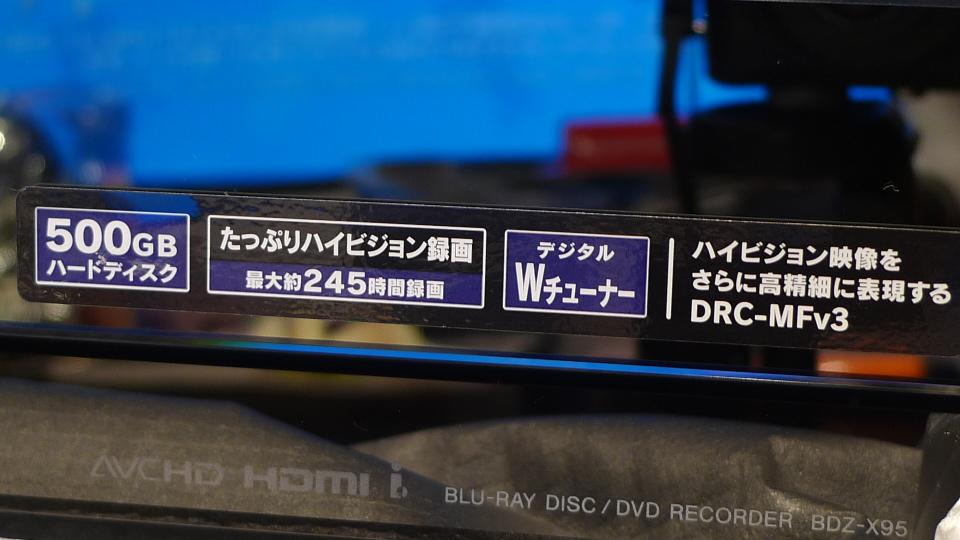 500GB
ハードディスク
たっぷりハイビジョン録画
最大約245時間録画
デジタル
Wチューナー
ハイビジョン映像を
さらに高精細に表現する
DRC-MFv3
AVCHD HDMI i.
BLU-RAY DISC / DVD RECORDER BDZ-X95